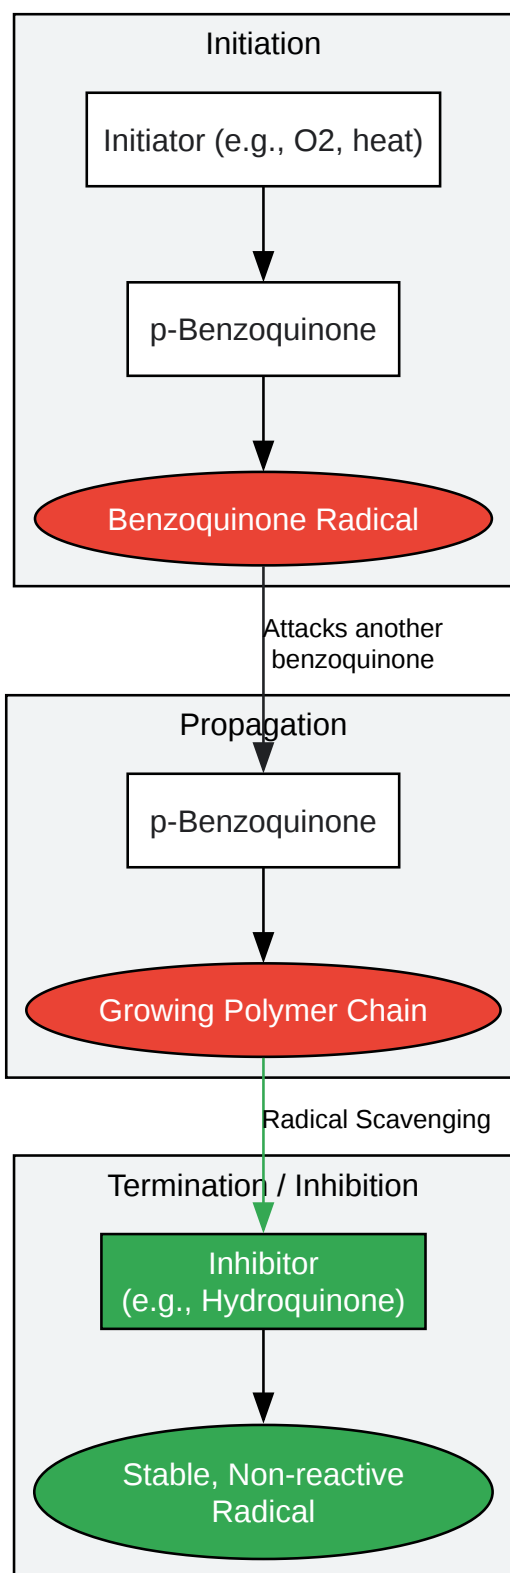 Initiation
Initiator (e.g., O2, heat)
p-Benzoquinone
Benzoquinone Radical
Attacks another
benzoquinone
Propagation
p-Benzoquinone
Growing Polymer Chain
Radical Scavenging
Termination / Inhibition
Inhibitor
(e.g., Hydroquinone)
Stable, Non-reactive
Radical